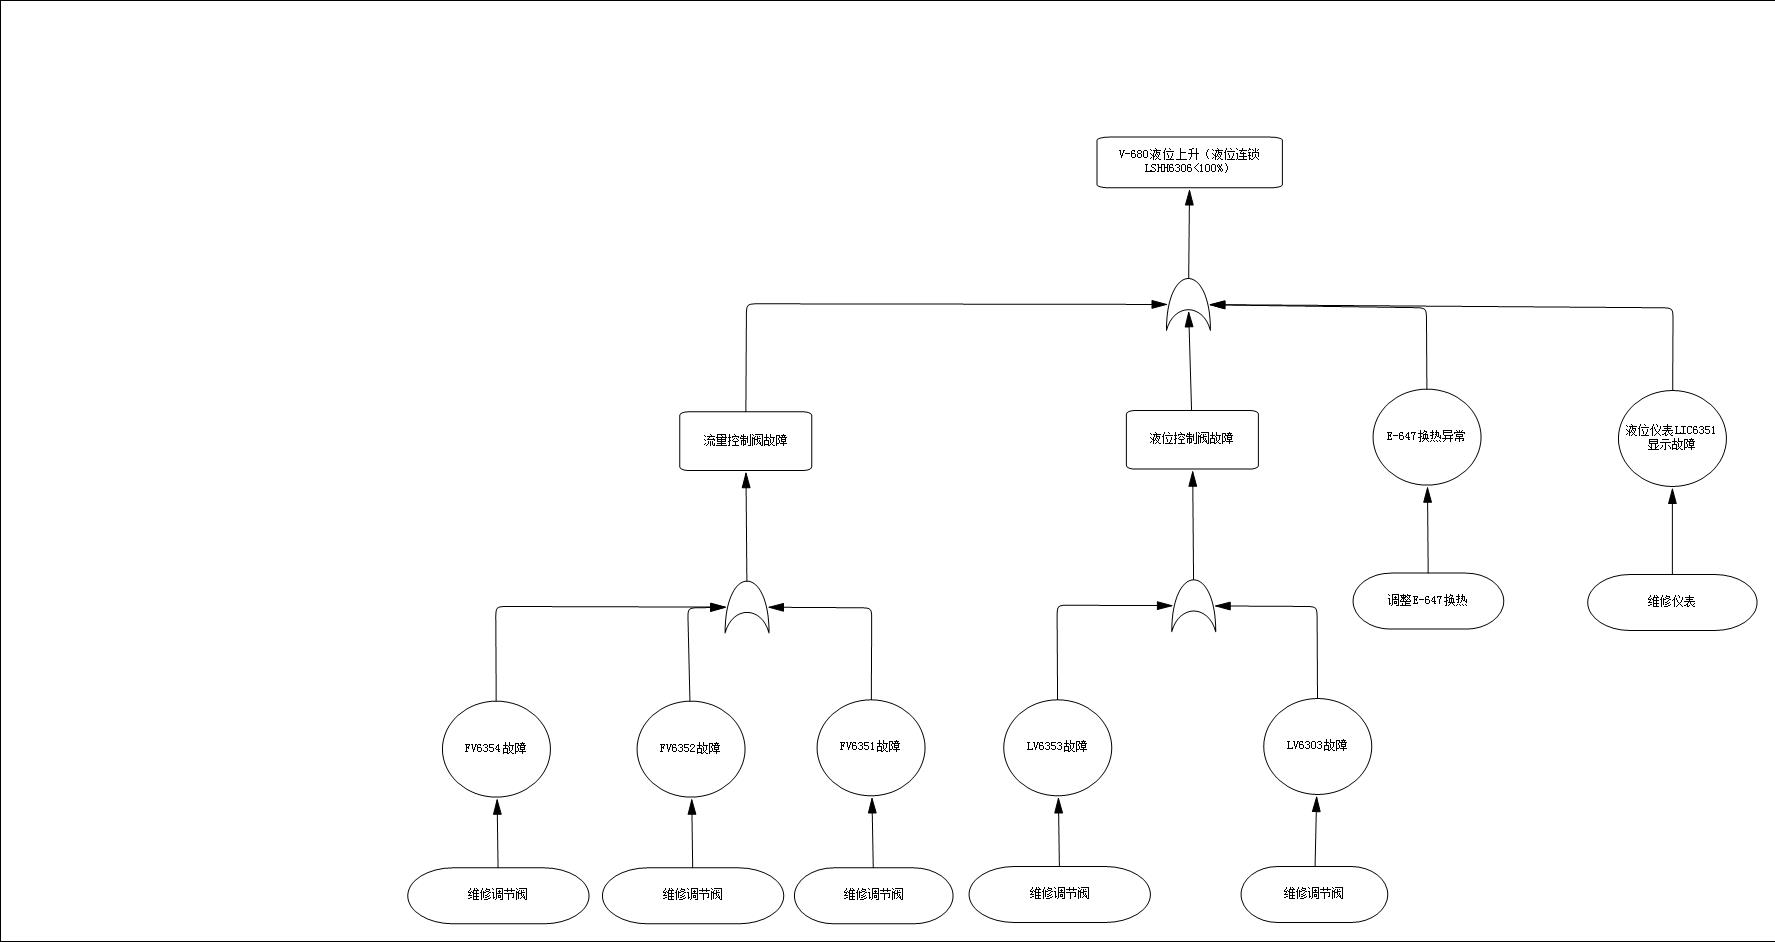 V-680液位上升（液位连锁
LSHH6306<100%）
流量控制阀故障
液位控制阀故障
E-647换热异常
液位仪表LIC6351
显示故障
调整E-647换热
维修仪表
FV6354故障
FV6352故障
FV6351故障
LV6353故障
LV6303故障
维修调节阀
维修调节阀
维修调节阀
维修调节阀
维修调节阀